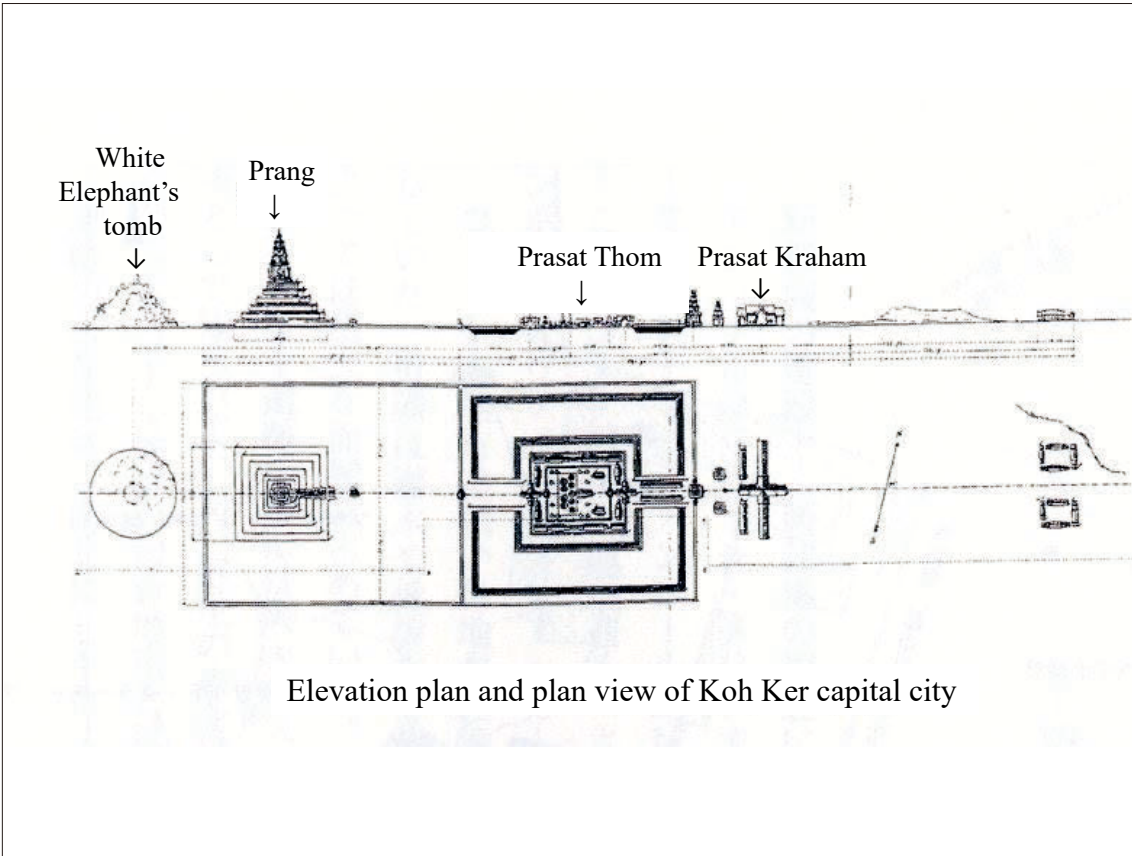 White
Elephant’s
tomb
Prang
Prasat Thom
Prasat Kraham
Elevation plan and plan view of Koh Ker capital city